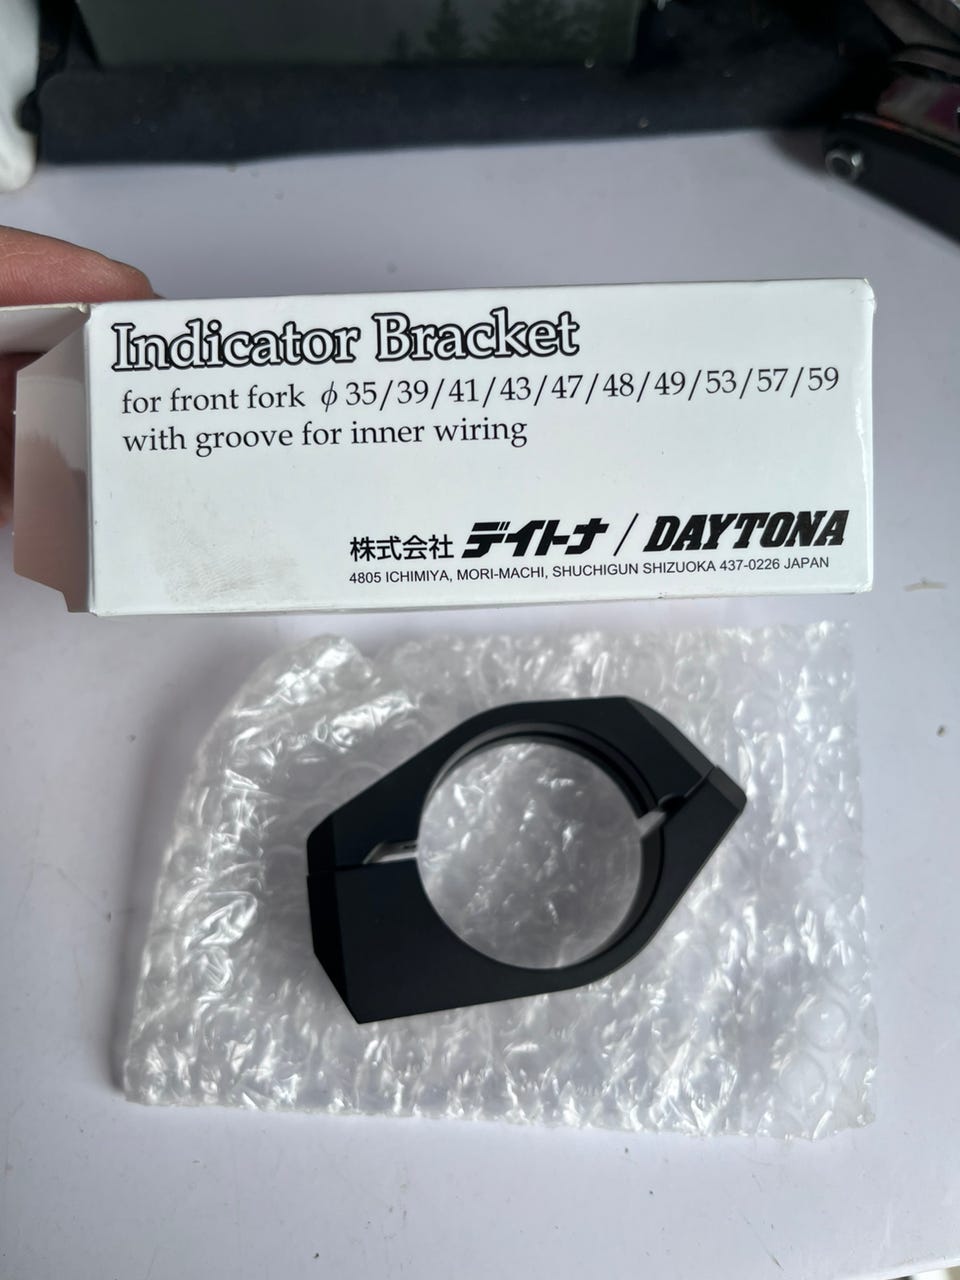 Indicator Bracket
for front fork φ 35/39/41/43/47/48/49/53/57/59
with groove for inner wiring
株式会社 デイトナ / DAYTONA
4805 ICHIMIYA, MORI-MACHI, SHUCHIGUN SHIZUOKA 437-0226 JAPAN